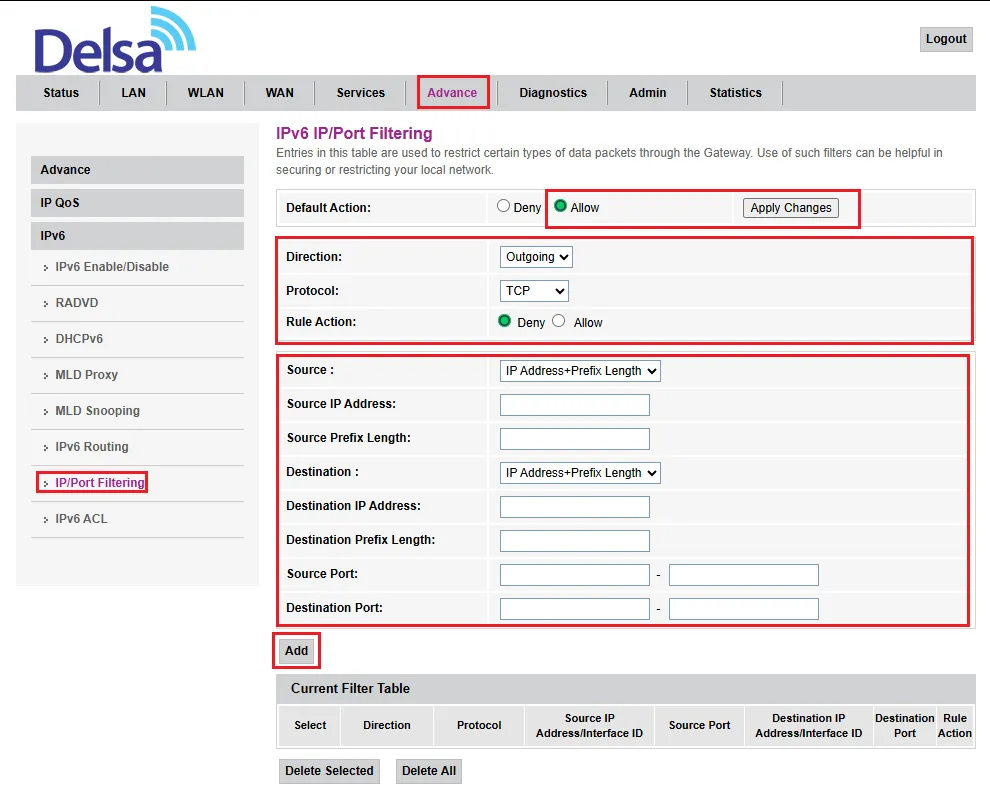 Delsa
Logout
Status LAN WLAN WAN Services Advance Diagnostics Admin Statistics
Advance
IP QoS
IPv6
IPv6 Enable/Disable
RADVD
DHCPv6
MLD Proxy
MLD Snooping
IPv6 Routing
IP/Port Filtering
IPv6 ACL
IPv6 IP/Port Filtering
Entries in this table are used to restrict certain types of data packets through the Gateway. Use of such filters can be helpful in
securing or restricting your local network.
Default Action: Deny Allow Apply Changes
Direction: Outgoing
Protocol: TCP
Rule Action: Deny Allow
Source : IP Address+Prefix Length
Source IP Address:
Source Prefix Length:
Destination : IP Address+Prefix Length
Destination IP Address:
Destination Prefix Length:
Source Port: -
Destination Port: -
Add
Current Filter Table
Select Direction Protocol Source IP Address/Interface ID Source Port Destination IP Address/Interface ID Destination Port Rule Action
Delete Selected Delete All